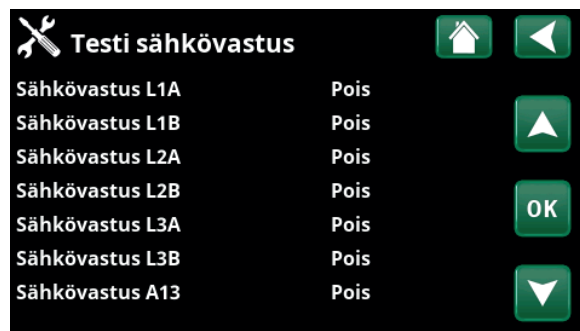 Testi sähkövastus
Sähkövastus L1A Pois
Sähkövastus L1B Pois
Sähkövastus L2A Pois
Sähkövastus L2B Pois
Sähkövastus L3A Pois
Sähkövastus L3B Pois
Sähkövastus A13 Pois
OK